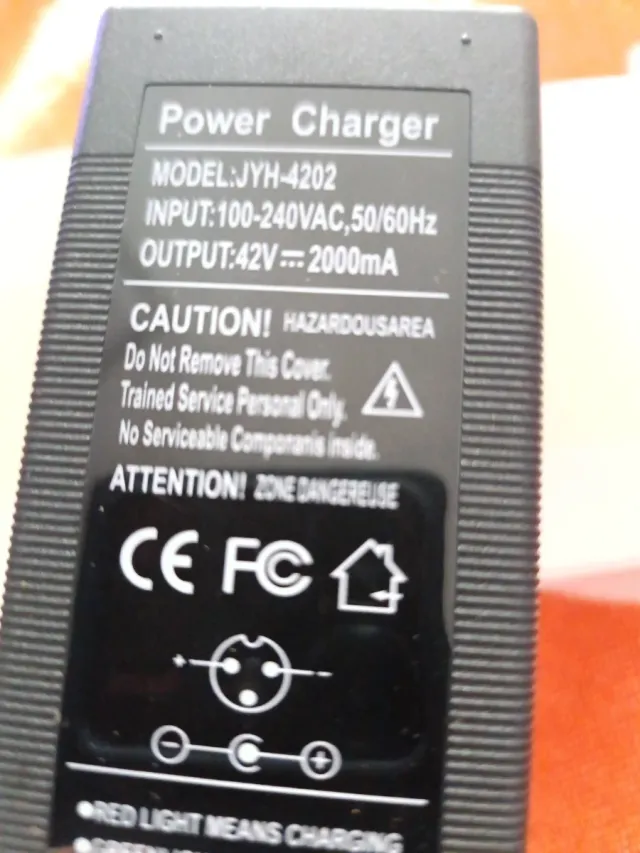 Power Charger
MODEL:JYH-4202
INPUT:100-240VAC,50/60Hz
OUTPUT:42V⎓2000mA
CAUTION! HAZARDOUSAREA
Do Not Remove This Cover.
Trained Service Personal Only.
No Serviceable Componanis inside.
ATTENTION! ZONE DANGEREUSE
CE FC
+ -
- +
●RED LIGHT MEANS CHARGING